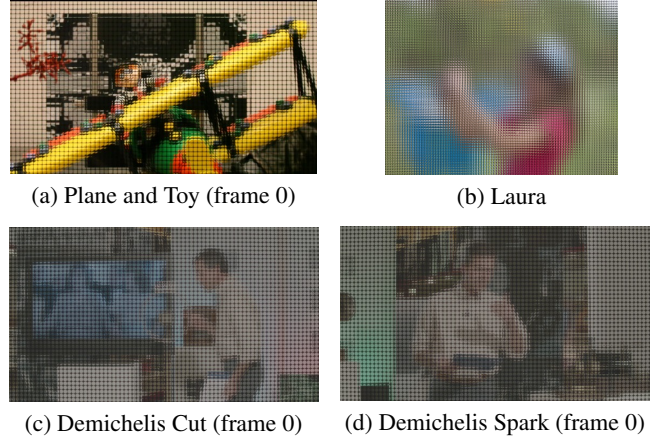 (a) Plane and Toy (frame 0)
(b) Laura
(c) Demichelis Cut (frame 0)
(d) Demichelis Spark (frame 0)